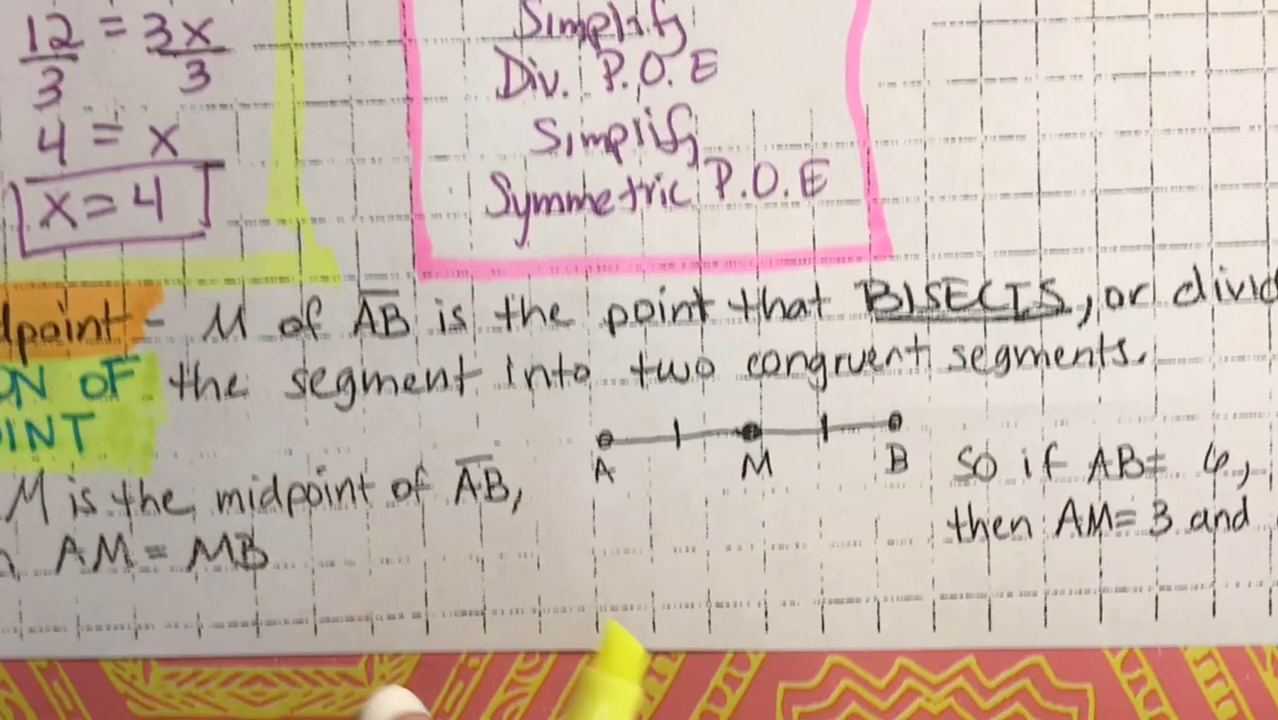 12 = 3x
3 3
4 = x
x = 4
Simplify
Div. P.O.E
Simplify
Symmetric P.O.E
dpoint - M of AB is the point that BISECTS, or divid
ON OF the segment into two congruent segments.
OINT
A M B
M is the midpoint of AB,
AM = MB
so if AB = 6,
then AM = 3 and